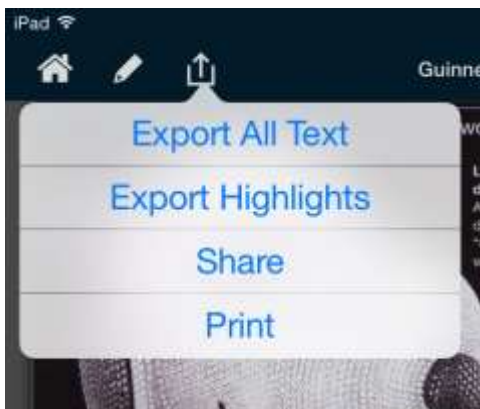 iPad
Guinne
Export All Text
Export Highlights
Share
Print